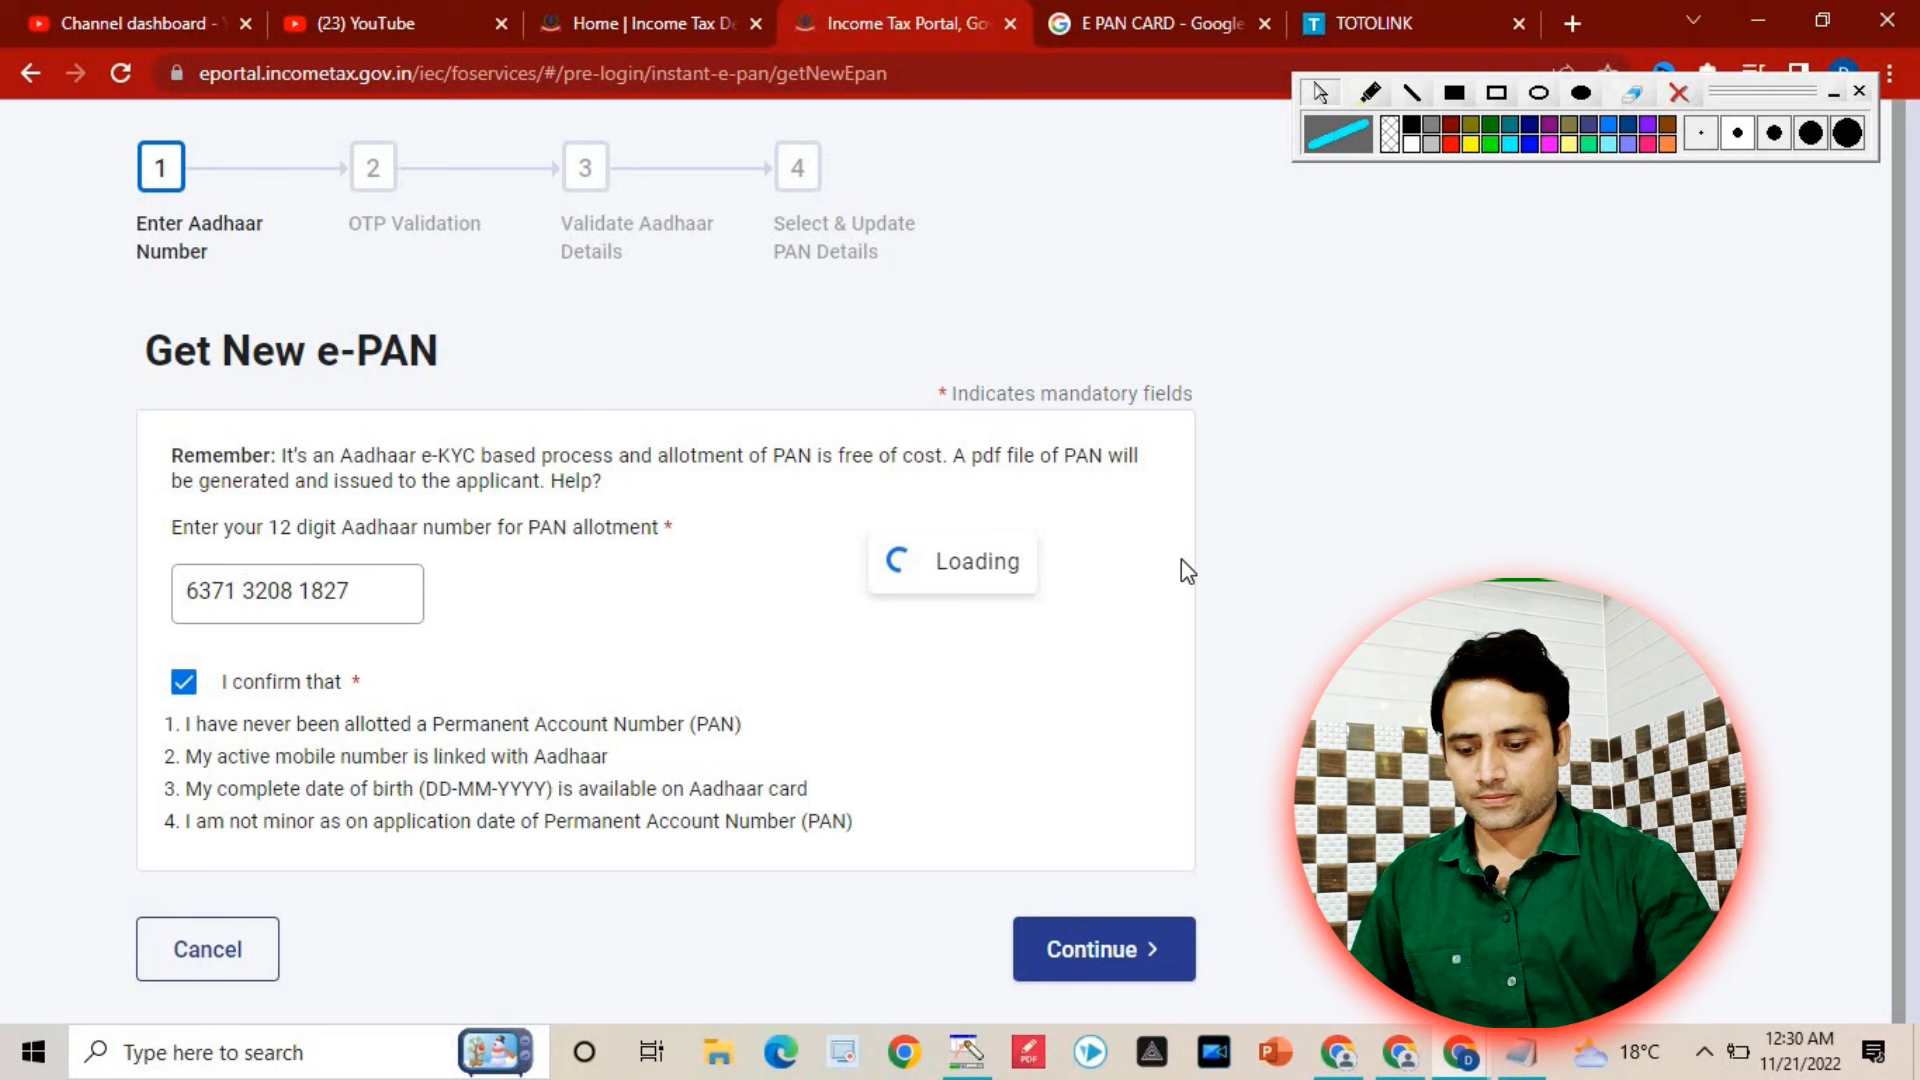 Channel dashboard -
(23) YouTube
Home | Income Tax De
Income Tax Portal, Go
E PAN CARD - Google
T TOTOLINK
eportal.incometax.gov.in/iec/foservices/#/pre-login/instant-e-pan/getNewEpan
1 2 3 4
Enter Aadhaar Number
OTP Validation
Validate Aadhaar Details
Select & Update PAN Details
Get New e-PAN
* Indicates mandatory fields
Remember: It's an Aadhaar e-KYC based process and allotment of PAN is free of cost. A pdf file of PAN will
be generated and issued to the applicant. Help?
Enter your 12 digit Aadhaar number for PAN allotment *
Loading
6371 3208 1827
I confirm that *
1. I have never been allotted a Permanent Account Number (PAN)
2. My active mobile number is linked with Aadhaar
3. My complete date of birth (DD-MM-YYYY) is available on Aadhaar card
4. I am not minor as on application date of Permanent Account Number (PAN)
Cancel
Continue >
Type here to search
PDF
P
D
18°C
12:30 AM
11/21/2022